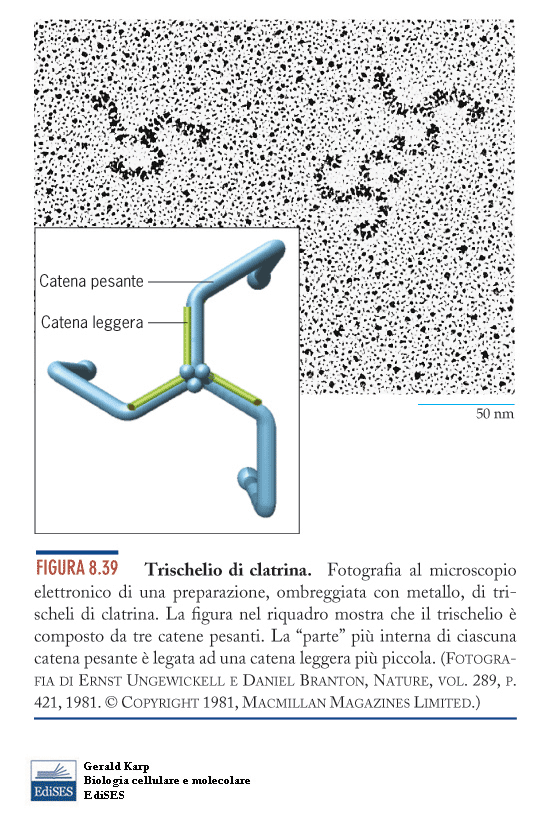 Catena pesante
Catena leggera
50 nm
FIGURA 8.39 Trischelio di clatrina. Fotografia al microscopio
elettronico di una preparazione, ombreggiata con metallo, di tri-
scheli di clatrina. La figura nel riquadro mostra che il trischelio è
composto da tre catene pesanti. La “parte” più interna di ciascuna
catena pesante è legata ad una catena leggera più piccola. (FOTOGRA-
FIA DI ERNST UNGEWICKELL E DANIEL BRANTON, NATURE, VOL. 289, P.
421, 1981. © COPYRIGHT 1981, MACMILLAN MAGAZINES LIMITED.)
EdiSES
Gerald Karp
Biologia cellulare e molecolare
EdiSES